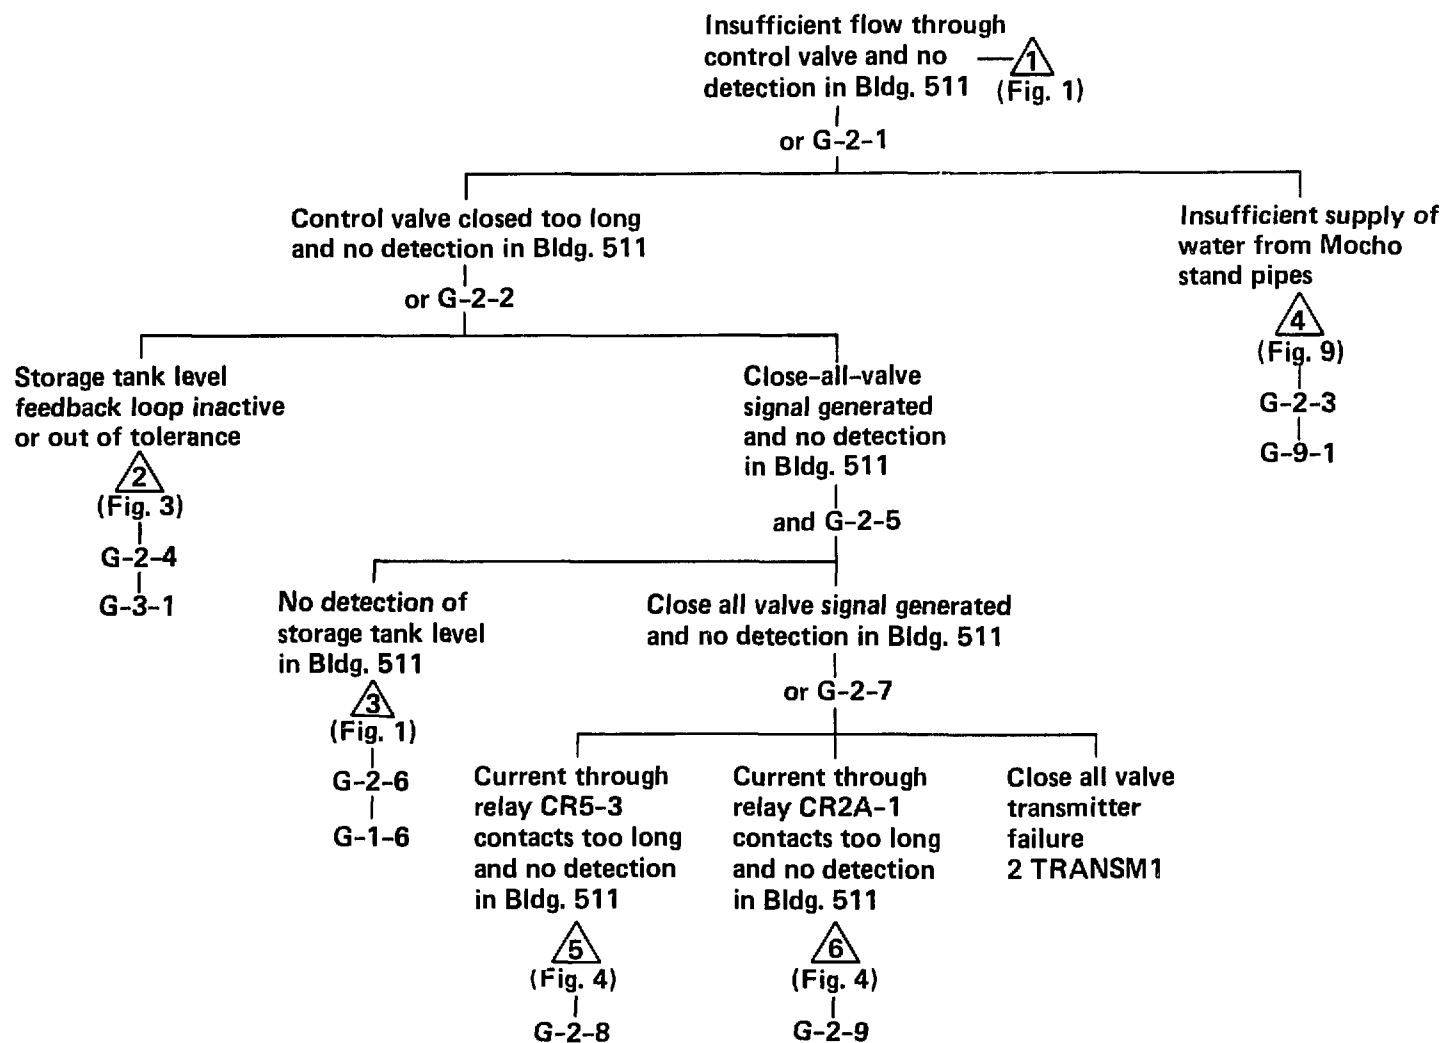 Insufficient flow through
control valve and no
detection in Bldg. 511
1
(Fig. 1)
or G-2-1
Control valve closed too long
and no detection in Bldg. 511
or G-2-2
Insufficient supply of
water from Mocho
stand pipes
4
(Fig. 9)
G-2-3
G-9-1
Storage tank level
feedback loop inactive
or out of tolerance
2
(Fig. 3)
G-2-4
G-3-1
Close-all-valve
signal generated
and no detection
in Bldg. 511
and G-2-5
No detection of
storage tank level
in Bldg. 511
3
(Fig. 1)
G-2-6
G-1-6
Close all valve signal generated
and no detection in Bldg. 511
or G-2-7
Current through
relay CR5-3
contacts too long
and no detection
in Bldg. 511
5
(Fig. 4)
G-2-8
Current through
relay CR2A-1
contacts too long
and no detection
in Bldg. 511
6
(Fig. 4)
G-2-9
Close all valve
transmitter
failure
2 TRANSM1